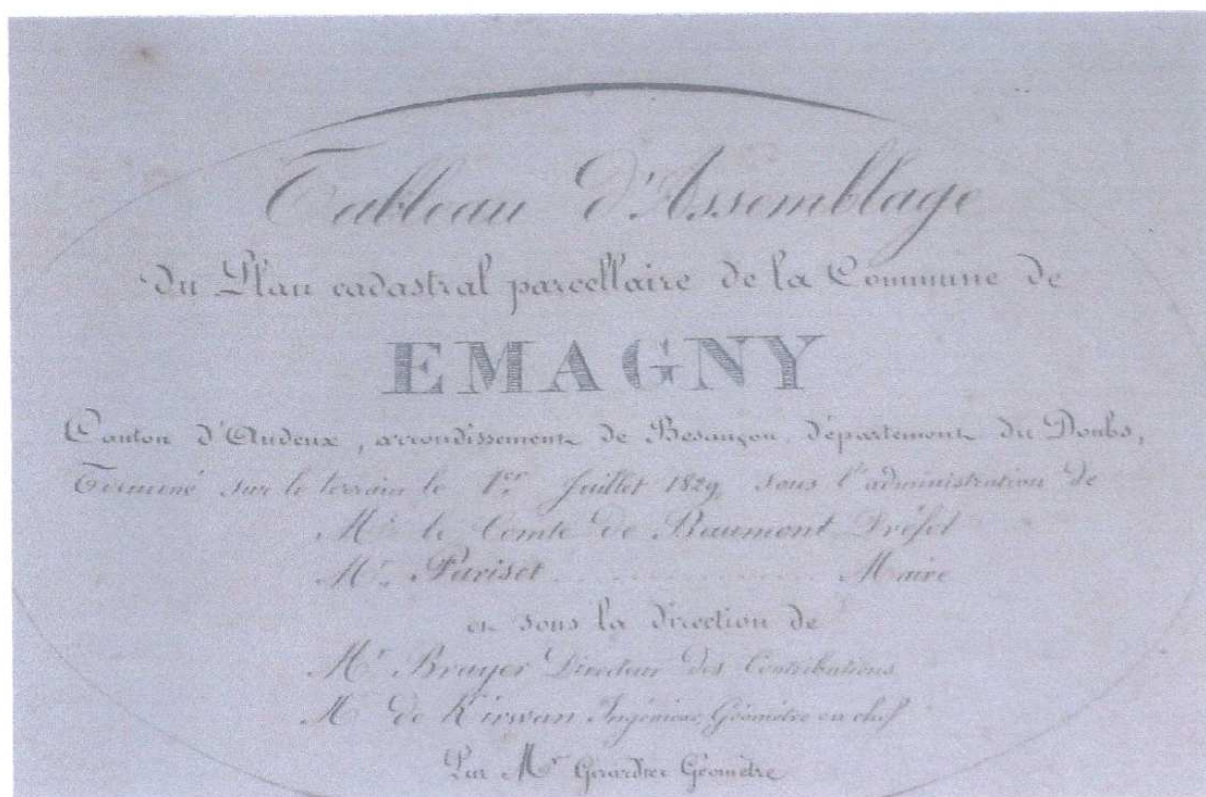 Tableau d'Assemblage
du Plan cadastral parcellaire de la Commune de
EMAGNY
Canton d'Audeux, arrondissement de Besançon, département du Doubs,
Terminé sur le terrain le 1er Juillet 1829, sous l'administration de
Mr le Comte de Beaumont Préfet
Mr. Pariset ........................ Maire
et sous la direction de
Mr Brayer Directeur des Contributions
Mr de Kirwan Ingénieur, Géomètre en chef
Par Mr Girardier Géomètre